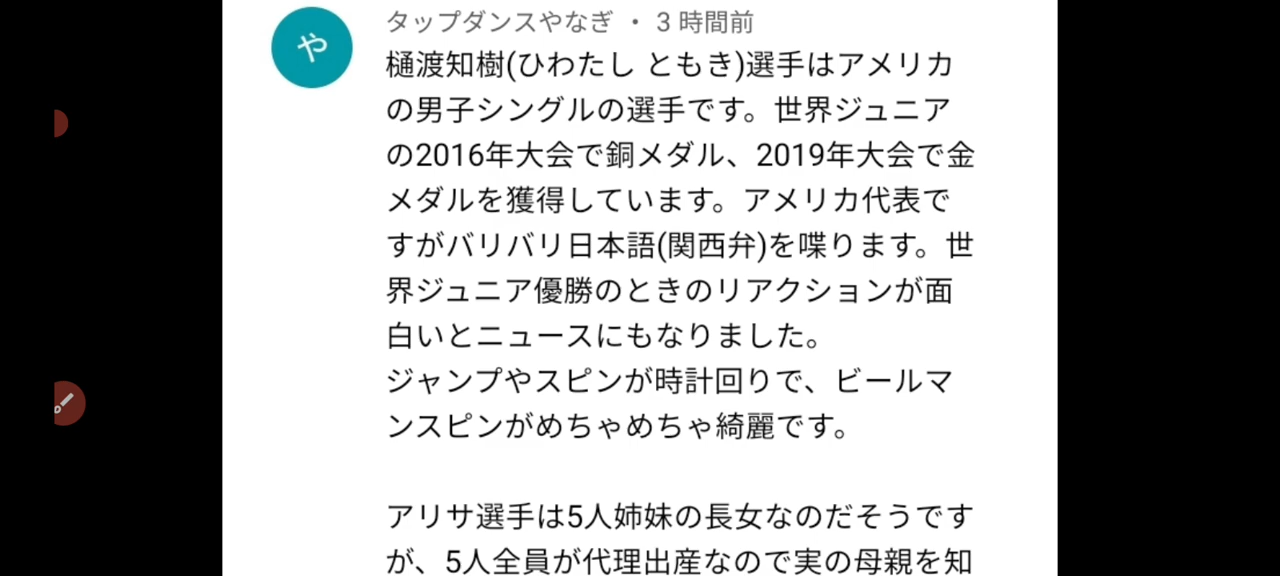 や
タップダンスやなぎ ・ 3 時間前
樋渡知樹(ひわたし ともき)選手はアメリカ
の男子シングルの選手です。世界ジュニア
の2016年大会で銅メダル、2019年大会で金
メダルを獲得しています。アメリカ代表で
すがバリバリ日本語(関西弁)を喋ります。世
界ジュニア優勝のときのリアクションが面
白いとニュースにもなりました。
ジャンプやスピンが時計回りで、ビールマ
ンスピンがめちゃめちゃ綺麗です。
アリサ選手は5人姉妹の長女なのだそうです
が、5人全員が代理出産なので実の母親を知